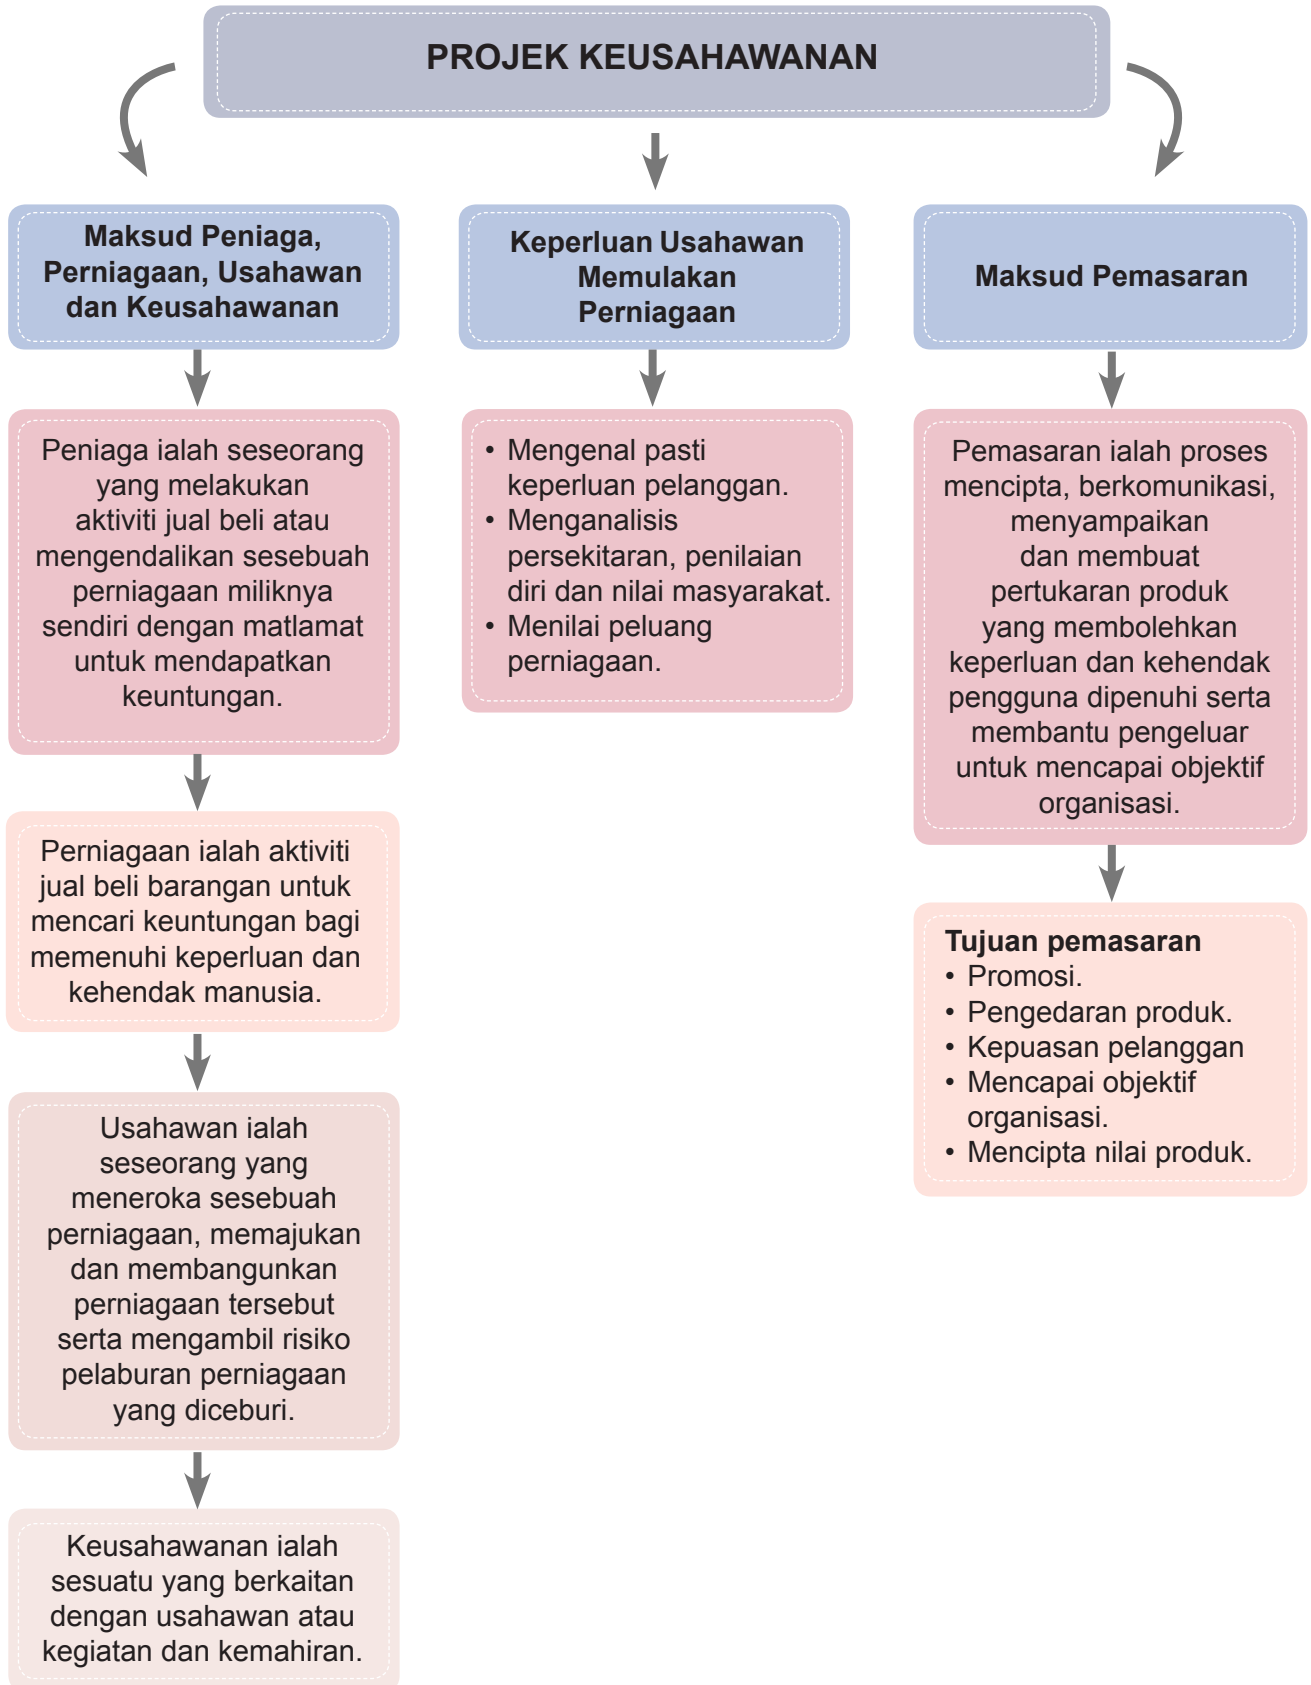 PROJEK KEUSAHAWANAN
Maksud Peniaga,
Perniagaan, Usahawan
dan Keusahawanan
Peniaga ialah seseorang
yang melakukan
aktiviti jual beli atau
mengendalikan sesebuah
perniagaan miliknya
sendiri dengan matlamat
untuk mendapatkan
keuntungan.
Perniagaan ialah aktiviti
jual beli barangan untuk
mencari keuntungan bagi
memenuhi keperluan dan
kehendak manusia.
Usahawan ialah
seseorang yang
meneroka sesebuah
perniagaan, memajukan
dan membangunkan
perniagaan tersebut
serta mengambil risiko
pelaburan perniagaan
yang diceburi.
Keusahawanan ialah
sesuatu yang berkaitan
dengan usahawan atau
kegiatan dan kemahiran.
Keperluan Usahawan
Memulakan
Perniagaan
• Mengenal pasti
keperluan pelanggan.
• Menganalisis
persekitaran, penilaian
diri dan nilai masyarakat.
• Menilai peluang
perniagaan.
Maksud Pemasaran
Pemasaran ialah proses
mencipta, berkomunikasi,
menyampaikan
dan membuat
pertukaran produk
yang membolehkan
keperluan dan kehendak
pengguna dipenuhi serta
membantu pengeluar
untuk mencapai objektif
organisasi.
Tujuan pemasaran
• Promosi.
• Pengedaran produk.
• Kepuasan pelanggan
• Mencapai objektif
organisasi.
• Mencipta nilai produk.